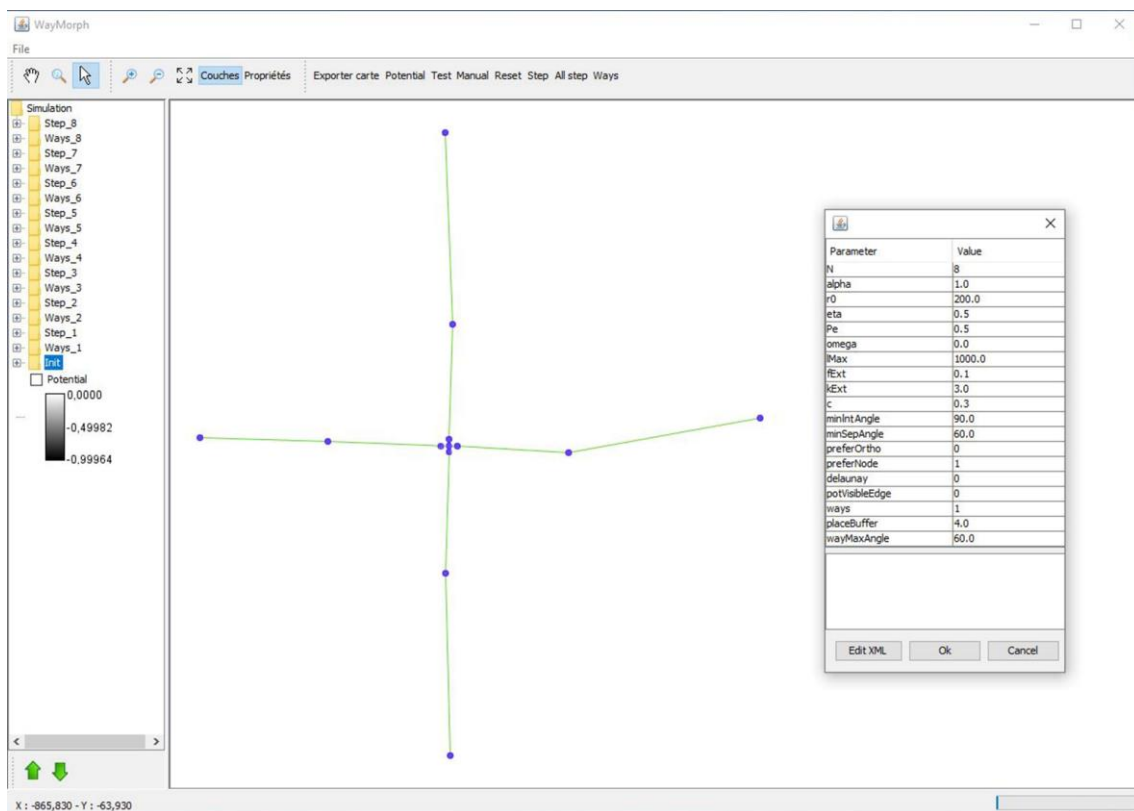 WayMorph
File
Couches Propriétés Exporter carte Potential Test Manual Reset Step All step Ways
Simulation
Step_8
Ways_8
Step_7
Ways_7
Step_6
Ways_6
Step_5
Ways_5
Step_4
Ways_4
Step_3
Ways_3
Step_2
Ways_2
Step_1
Ways_1
Init
Potential
0,0000
-0,49982
-0,99964
Parameter Value
N 8
alpha 1.0
r0 200.0
eta 0.5
Pe 0.5
omega 0.0
lMax 1000.0
fExt 0.1
kExt 3.0
c 0.3
minIntAngle 90.0
minSepAngle 60.0
preferOrtho 0
preferNode 1
delaunay 0
potVisibleEdge 0
ways 1
placeBuffer 4.0
wayMaxAngle 60.0
Edit XML Ok Cancel
X : -865,830 - Y : -63,930